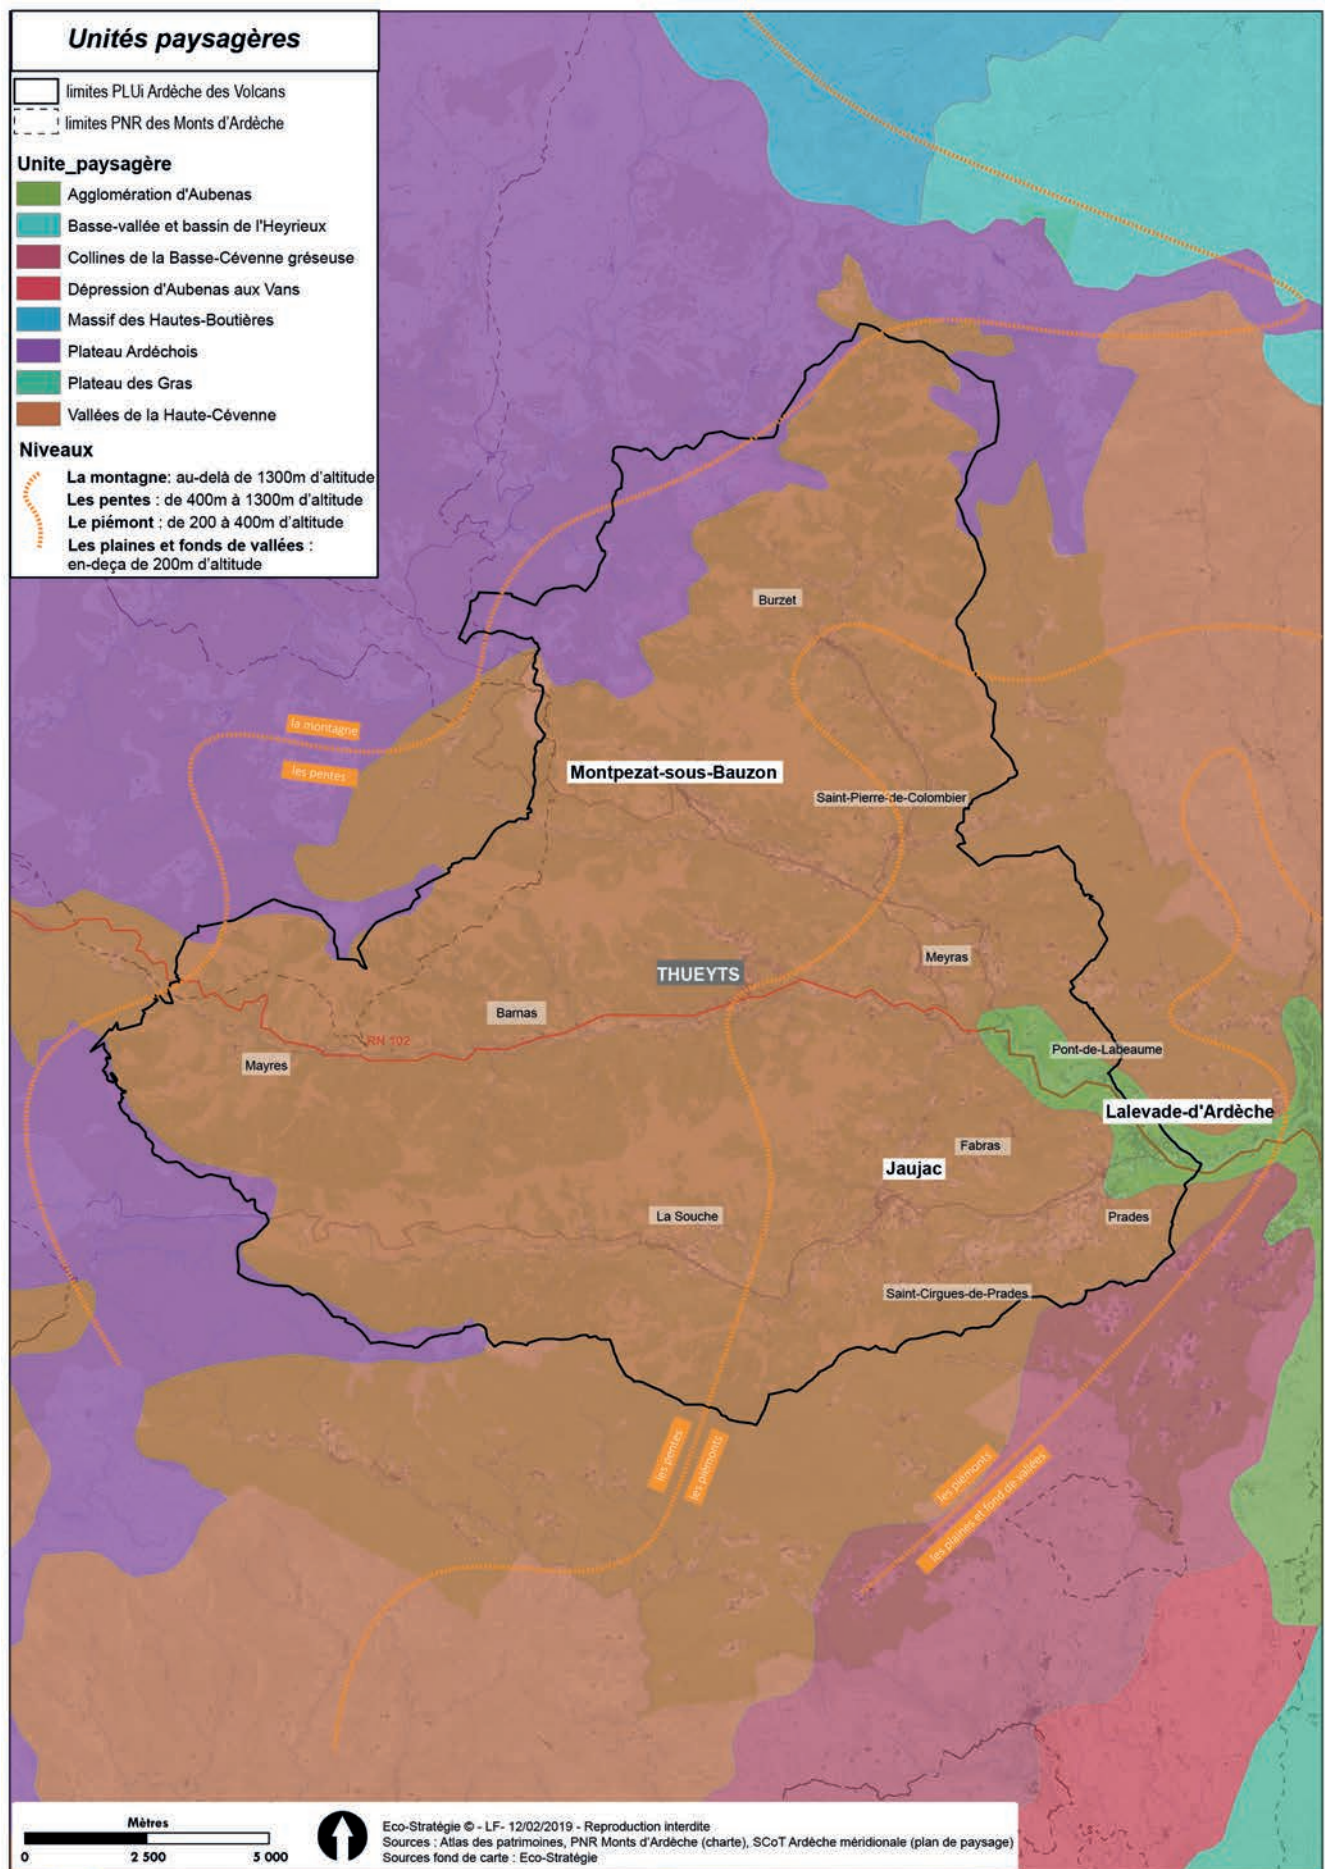 Unités paysagères
limites PLUi Ardèche des Volcans
limites PNR des Monts d'Ardèche
Unite_paysagère
Agglomération d'Aubenas
Basse-vallée et bassin de l'Heyrieux
Collines de la Basse-Cévenne gréseuse
Dépression d'Aubenas aux Vans
Massif des Hautes-Boutières
Plateau Ardéchois
Plateau des Gras
Vallées de la Haute-Cévenne
Niveaux
La montagne: au-delà de 1300m d'altitude
Les pentes : de 400m à 1300m d'altitude
Le piémont : de 200 à 400m d'altitude
Les plaines et fonds de vallées :
en-deça de 200m d'altitude
Burzet
la montagne
les pentes
Montpezat-sous-Bauzon
Saint-Pierre-de-Colombier
Meyras
THUEYTS
Barnas
RN 102
Mayres
Pont-de-Labeaume
Lalevade-d'Ardèche
Fabras
Jaujac
La Souche
Prades
Saint-Cirgues-de-Prades
les pentes
les piémonts
les piémonts
les plaines et fond de vallées
Mètres
0 2 500 5 000
Eco-Stratégie © - LF- 12/02/2019 - Reproduction interdite
Sources : Atlas des patrimoines, PNR Monts d'Ardèche (charte), SCoT Ardèche méridionale (plan de paysage)
Sources fond de carte : Eco-Stratégie